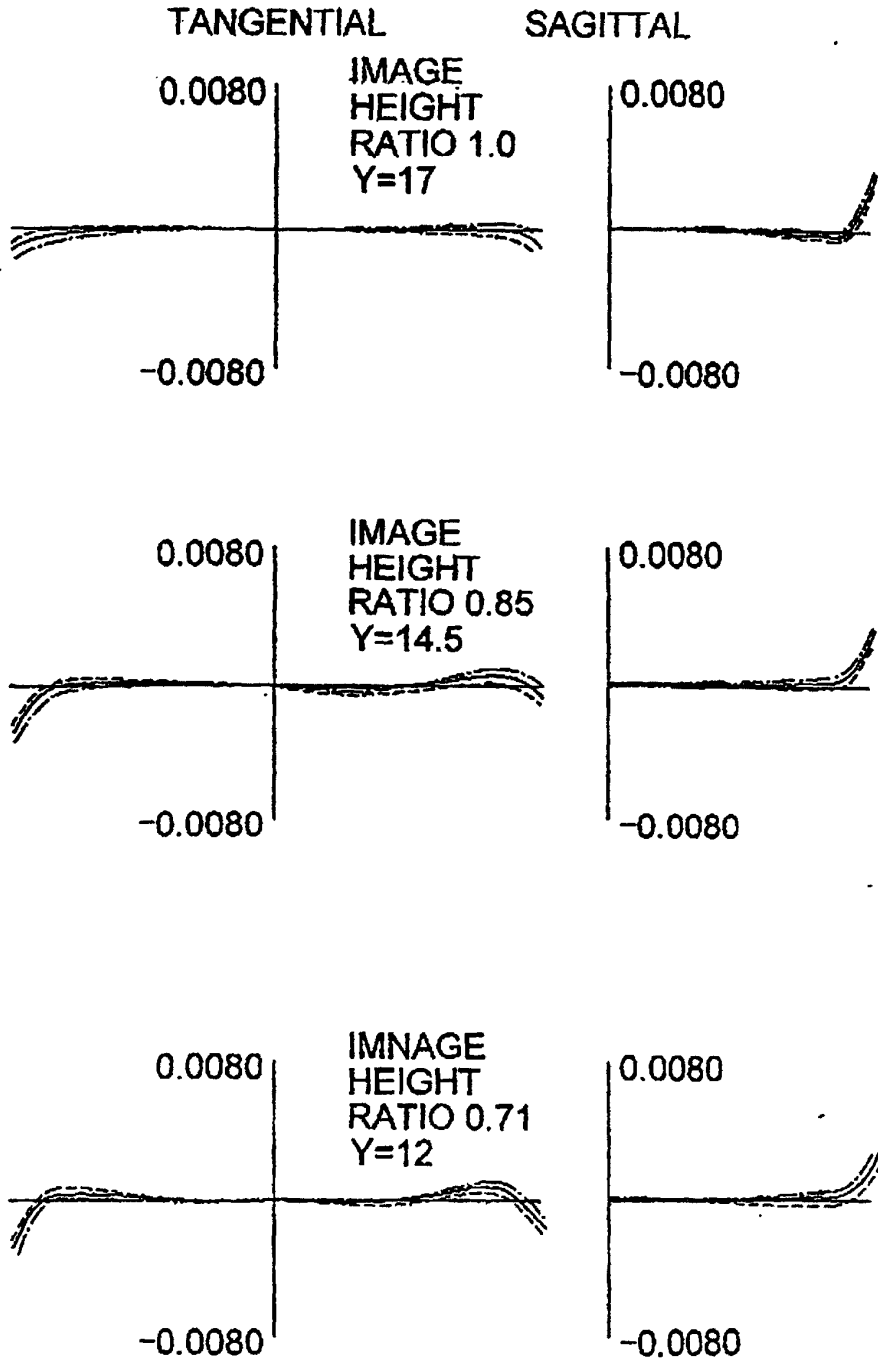 TANGENTIAL SAGITTAL
0.0080
IMAGE
HEIGHT
RATIO 1.0
Y=17
0.0080
-0.0080
-0.0080
0.0080
IMAGE
HEIGHT
RATIO 0.85
Y=14.5
0.0080
-0.0080
-0.0080
0.0080
IMNAGE
HEIGHT
RATIO 0.71
Y=12
0.0080
-0.0080
-0.0080